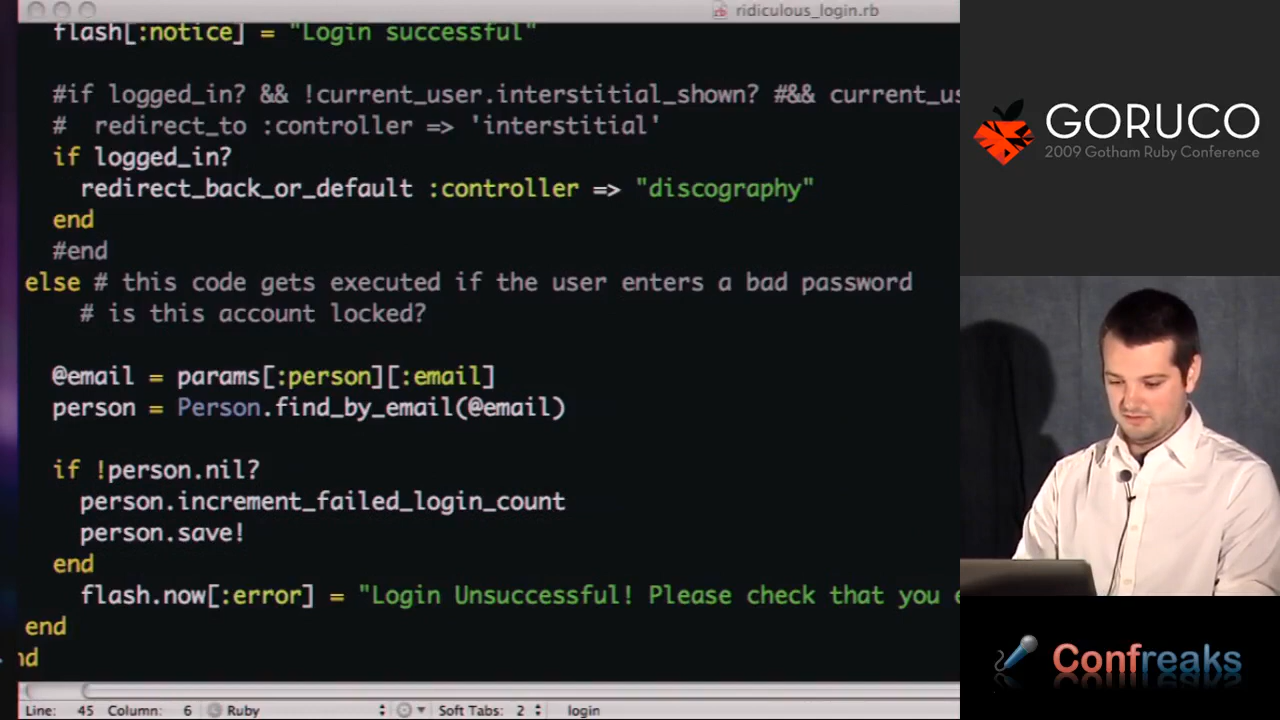 ridiculous_login.rb
flash[:notice] = "Login successful"
#if logged_in? && !current_user.interstitial_shown? #&& current_us
#  redirect_to :controller => 'interstitial'
if logged_in?
redirect_back_or_default :controller => "discography"
end
#end
else # this code gets executed if the user enters a bad password
# is this account locked?
@email = params[:person][:email]
person = Person.find_by_email(@email)
if !person.nil?
person.increment_failed_login_count
person.save!
end
flash.now[:error] = "Login Unsuccessful! Please check that you e
end
nd
Line: 45 Column: 6 Ruby Soft Tabs: 2 login
GORUCO
2009 Gotham Ruby Conference
Confreaks